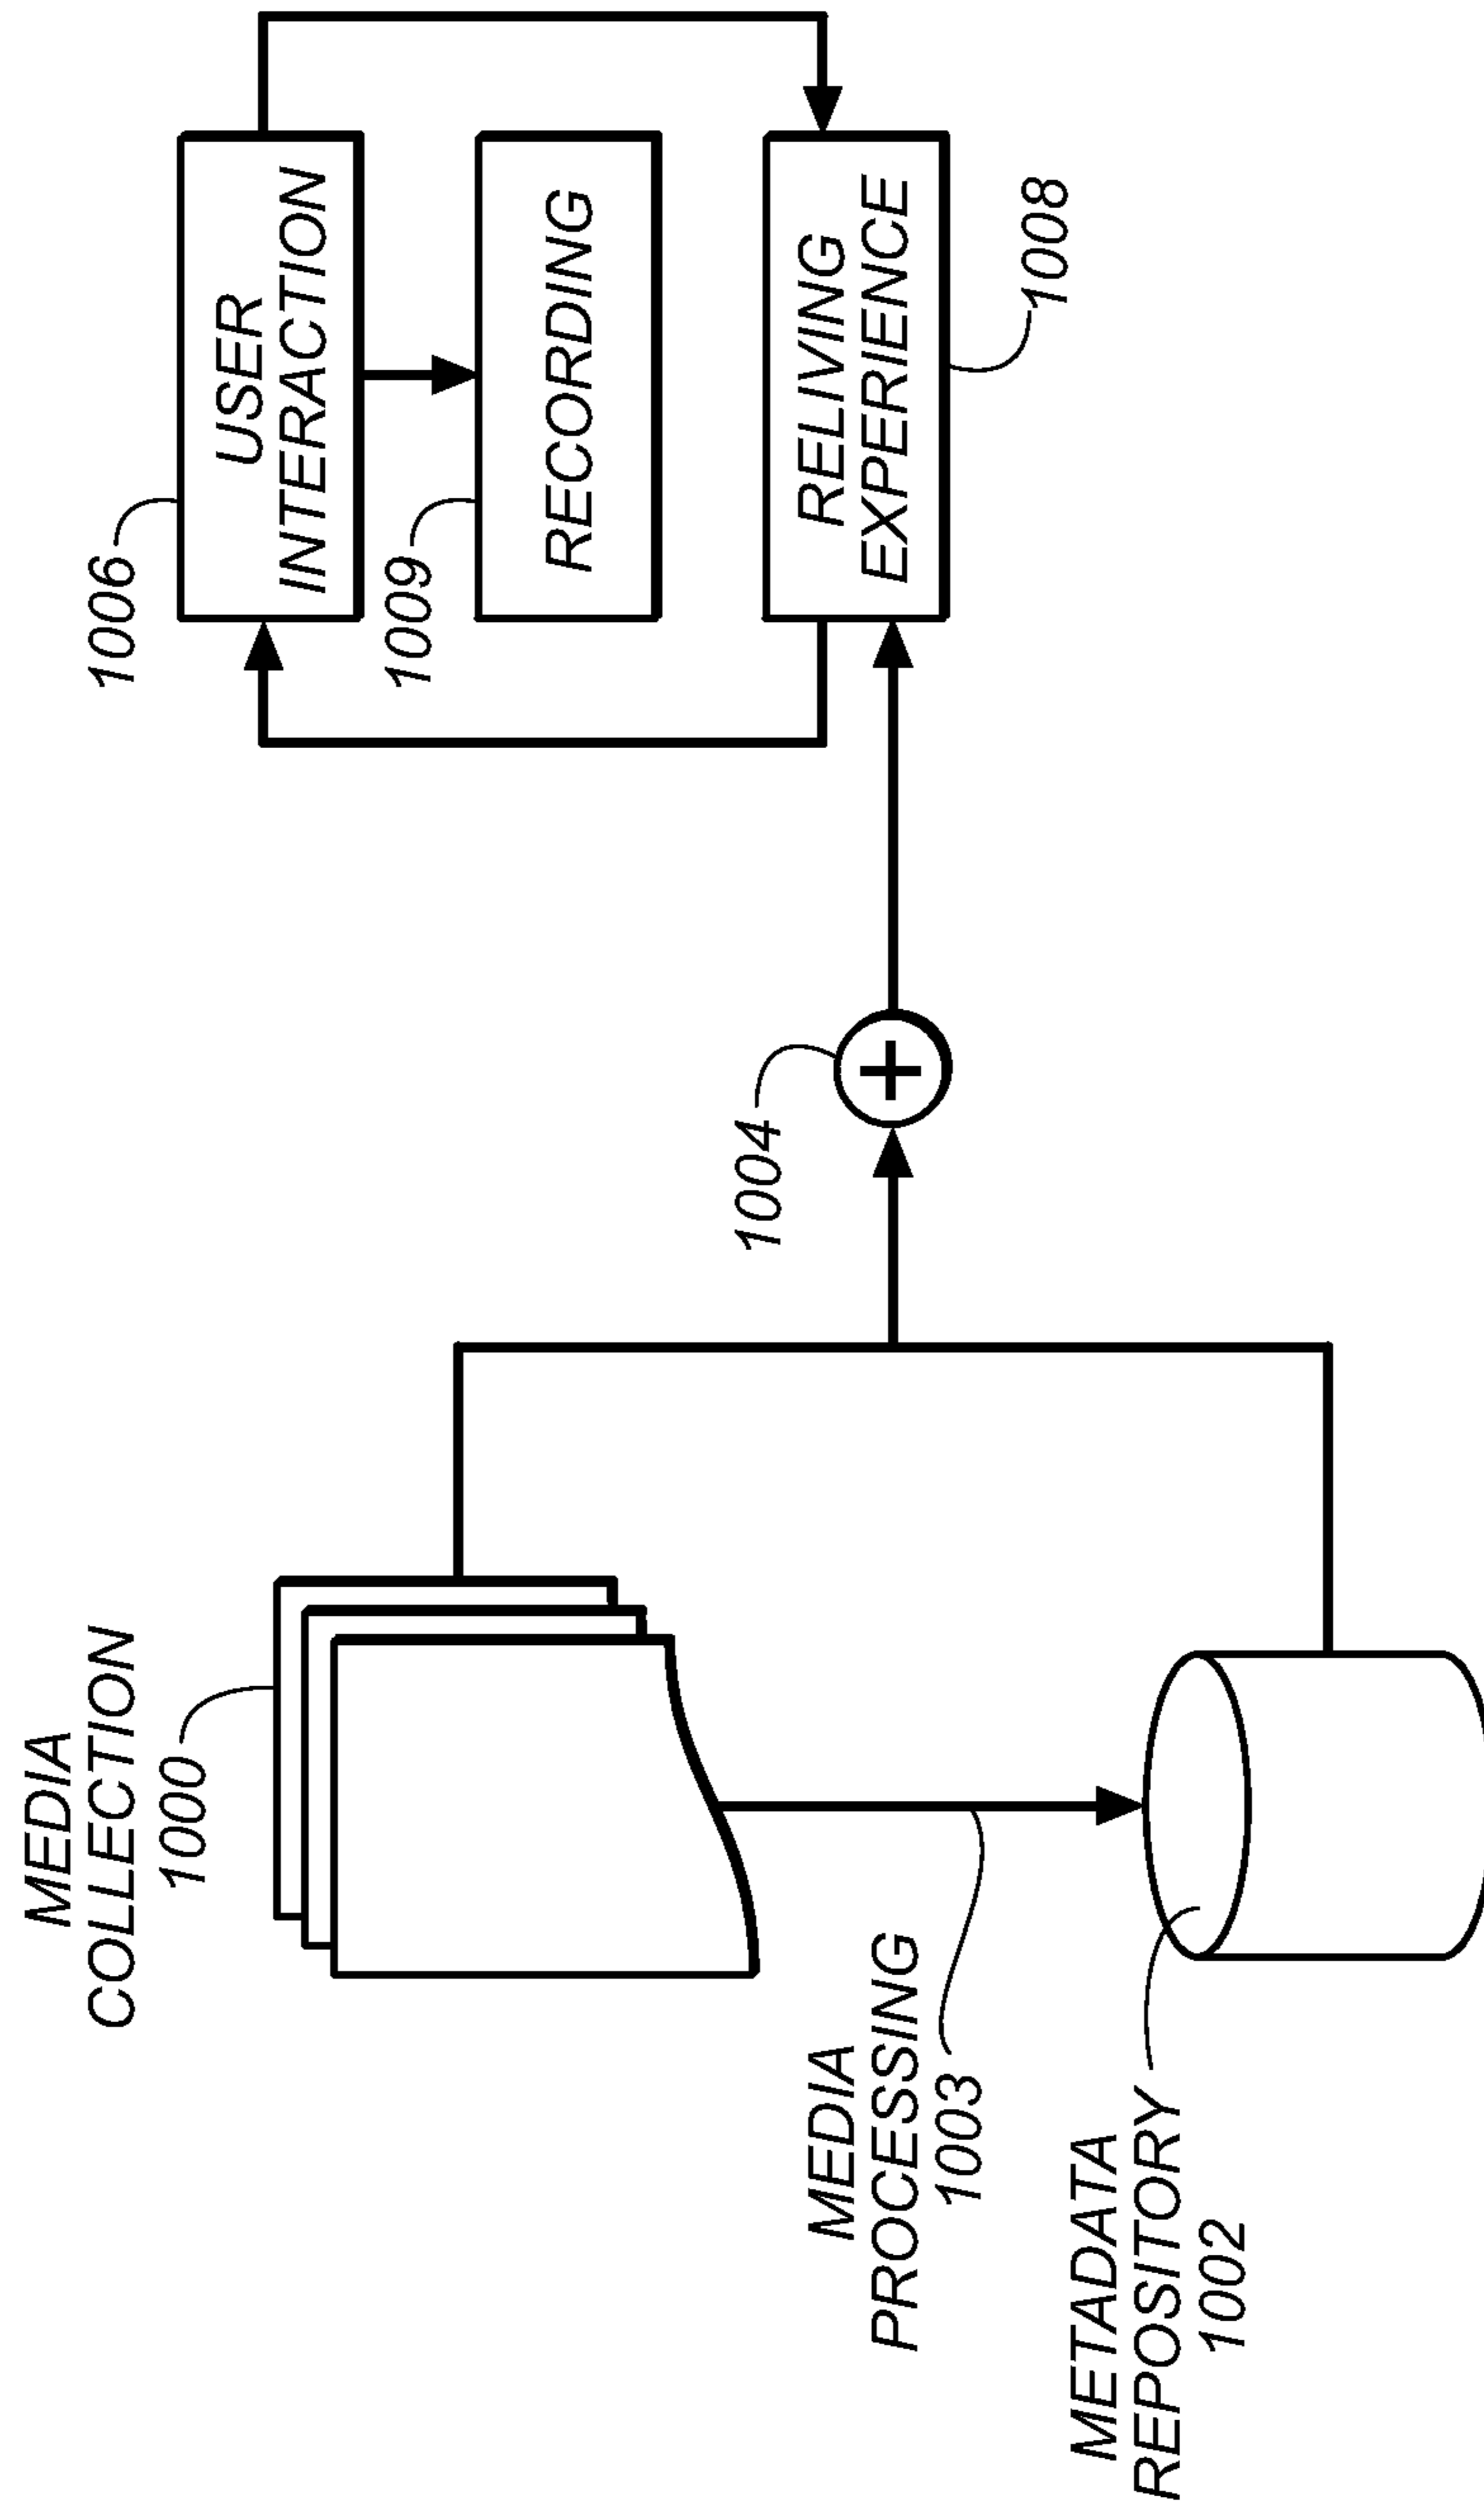 MEDIA
COLLECTION
1000
MEDIA
PROCESSING
1003
METADATA
REPOSITORY
1002
1004
+
1006
USER
INTERACTION
1009
RECORDING
RELIVING
EXPERIENCE
1008